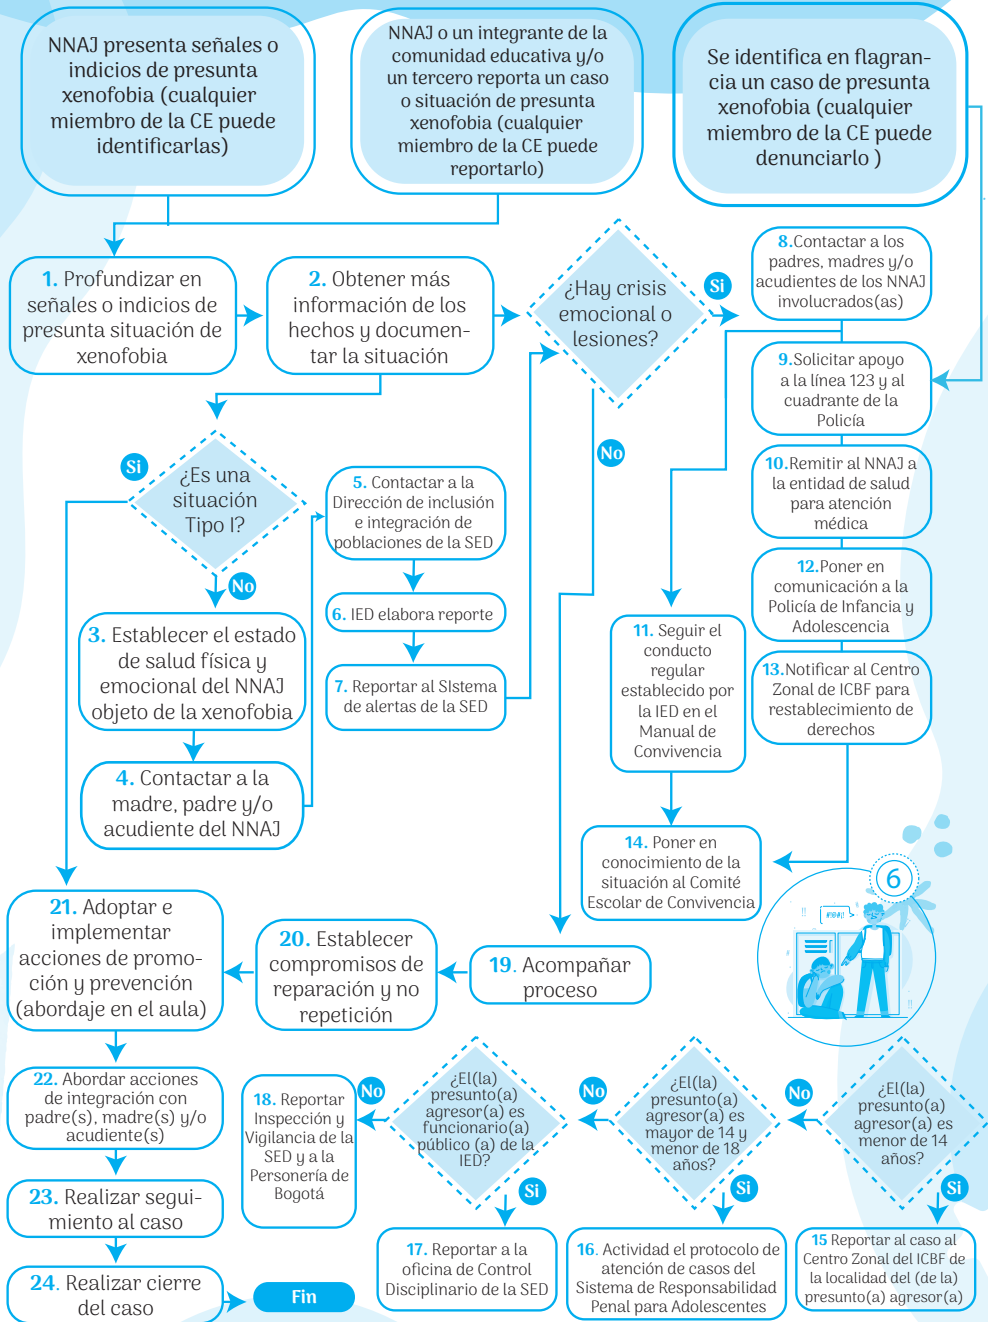 NNAJ presenta señales o
indicios de presunta
xenofobia (cualquier
miembro de la CE puede
identificarlas)
NNAJ o un integrante de la
comunidad educativa y/o
un tercero reporta un caso
o situación de presunta
xenofobia (cualquier
miembro de la CE puede
reportarlo)
Se identifica en flagran-
cia un caso de presunta
xenofobia (cualquier
miembro de la CE puede
denunciarlo )
1. Profundizar en
señales o indicios de
presunta situación de
xenofobia
2. Obtener más
información de los
hechos y documen-
tar la situación
¿Hay crisis
emocional o
lesiones?
Si
No
8.Contactar a los
padres, madres y/o
acudientes de los NNAJ
involucrados(as)
9.Solicitar apoyo
a la línea 123 y al
cuadrante de la
Policía
10.Remitir al NNAJ a
la entidad de salud
para atención
médica
12.Poner en
comunicación a la
Policía de Infancia y
Adolescencia
13.Notificar al Centro
Zonal de ICBF para
restablecimiento de
derechos
¿Es una
situación
Tipo I?
Si
No
3. Establecer el estado
de salud física y
emocional del NNAJ
objeto de la xenofobia
4. Contactar a la
madre, padre y/o
acudiente del NNAJ
5. Contactar a la
Dirección de inclusión
e integración de
poblaciones de la SED
6. IED elabora reporte
7. Reportar al SIstema
de alertas de la SED
11. Seguir el
conducto
regular
establecido por
la IED en el
Manual de
Convivencia
14. Poner en
conocimiento de la
situación al Comité
Escolar de Convivencia
6
!!
#!@#!!
!!
21. Adoptar e
implementar
acciones de promo-
ción y prevención
(abordaje en el aula)
20. Establecer
compromisos de
reparación y no
repetición
19. Acompañar
proceso
22. Abordar acciones
de integración con
padre(s), madre(s) y/o
acudiente(s)
23. Realizar segui-
miento al caso
24. Realizar cierre
del caso
Fin
18. Reportar
Inspección y
Vigilancia de la
SED y a la
Personería de
Bogotá
No
¿El(la)
presunto(a)
agresor(a) es
funcionario(a)
público (a) de la
IED?
Si
No
¿El(la)
presunto(a)
agresor(a) es
mayor de 14 y
menor de 18
años?
Si
No
¿El(la)
presunto(a)
agresor(a) es
menor de 14
años?
Si
17. Reportar a la
oficina de Control
Disciplinario de la SED
16. Actividad el protocolo de
atención de casos del
Sistema de Responsabilidad
Penal para Adolescentes
15 Reportar al caso al
Centro Zonal del ICBF de
la localidad del (de la)
presunto(a) agresor(a)